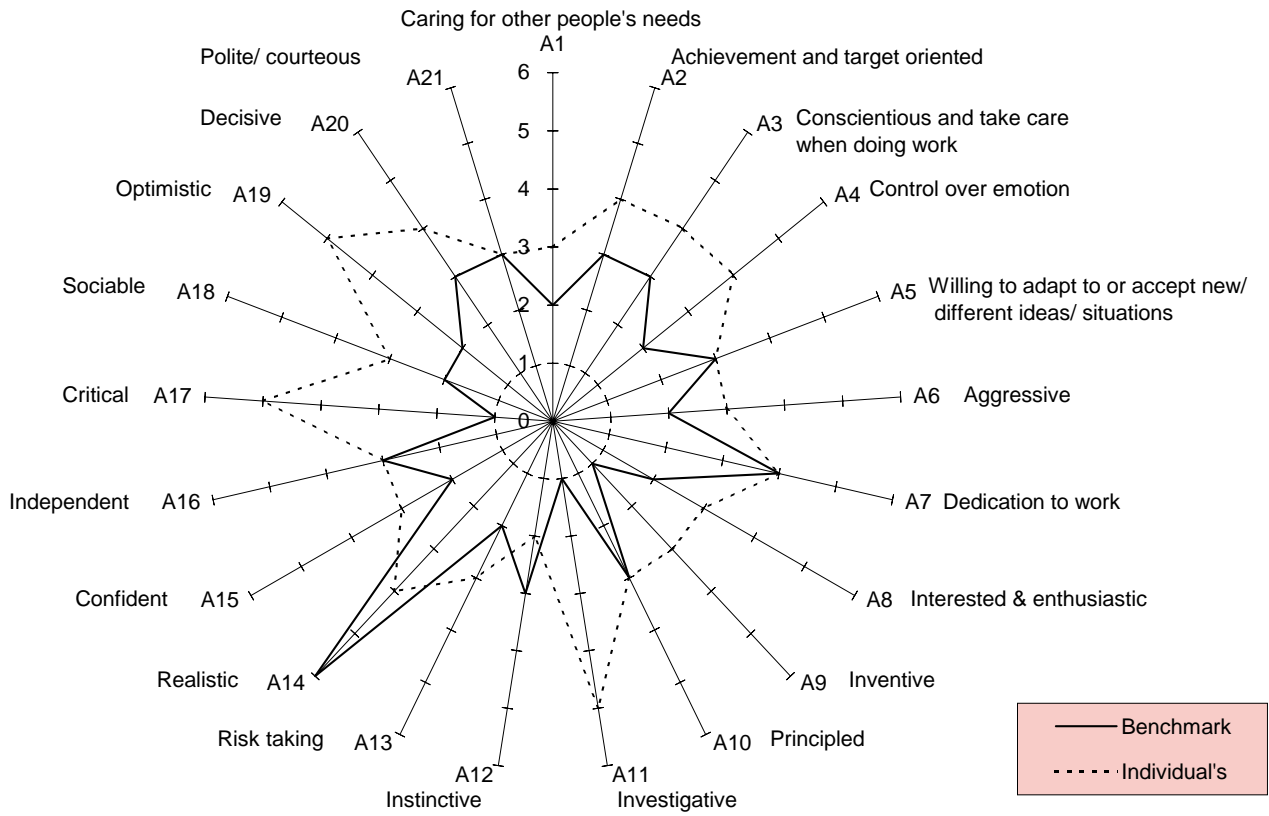 Caring for other people's needs
A1
Achievement and target oriented
A2
A3 Conscientious and take care
when doing work
A4 Control over emotion
A5 Willing to adapt to or accept new/
different ideas/ situations
A6 Aggressive
A7 Dedication to work
A8 Interested & enthusiastic
A9 Inventive
A10 Principled
A11
Investigative
A12
Instinctive
Risk taking A13
Realistic A14
Confident A15
Independent A16
Critical A17
Sociable A18
Optimistic A19
Decisive A20
Polite/ courteous
A21
6
5
4
3
2
1
0
Benchmark
Individual's